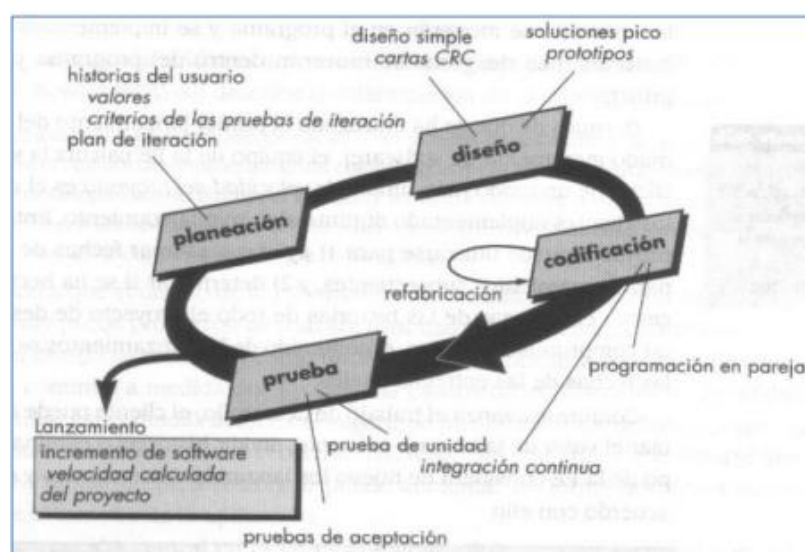 diseño simple
cartas CRC
soluciones pico
prototipos
historias del usuario
valores
criterios de las pruebas de iteración
plan de iteración
diseño
planeación
codificación
refabricación
programación en pareja
prueba
Lanzamiento
incremento de software
velocidad calculada
del proyecto
prueba de unidad
integración continua
pruebas de aceptación